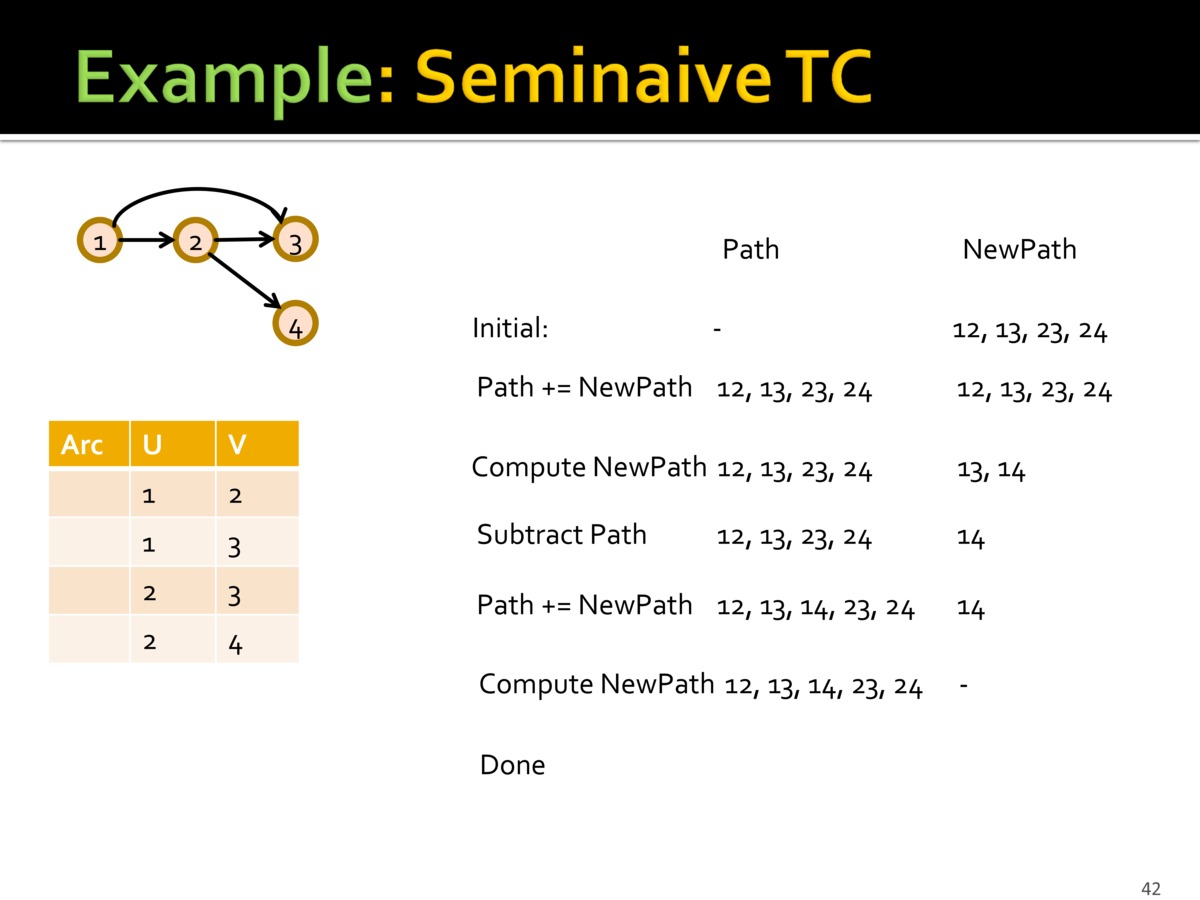 Example: Seminaive TC
1 2 3
4
Arc U V
1 2
1 3
2 3
2 4
Path NewPath
Initial: - 12, 13, 23, 24
Path += NewPath 12, 13, 23, 24 12, 13, 23, 24
Compute NewPath 12, 13, 23, 24 13, 14
Subtract Path 12, 13, 23, 24 14
Path += NewPath 12, 13, 14, 23, 24 14
Compute NewPath 12, 13, 14, 23, 24 -
Done
42